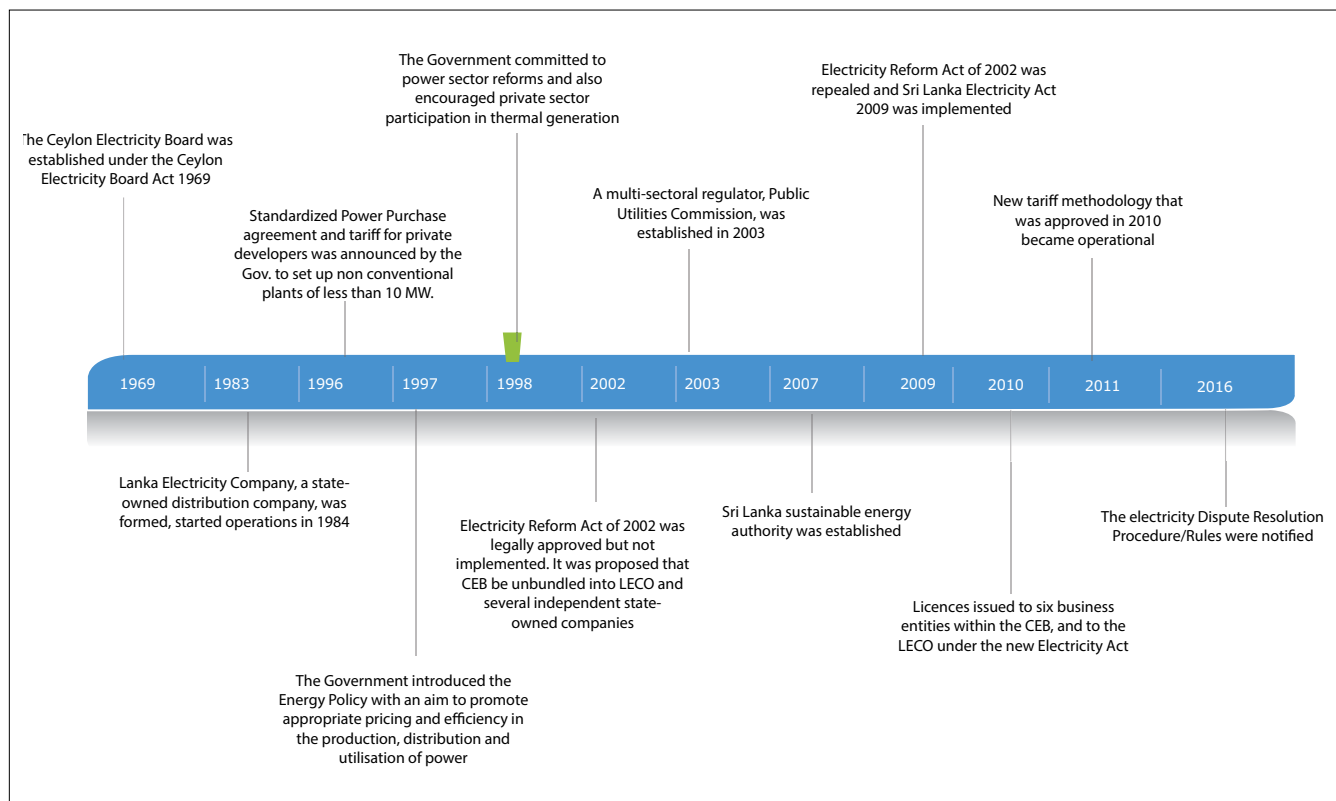 The Government committed to
power sector reforms and also
encouraged private sector
participation in thermal generation
Electricity Reform Act of 2002 was
repealed and Sri Lanka Electricity Act
2009 was implemented
The Ceylon Electricity Board was
established under the Ceylon
Electricity Board Act 1969
Standardized Power Purchase
agreement and tariff for private
developers was announced by the
Gov. to set up non conventional
plants of less than 10 MW.
A multi-sectoral regulator, Public
Utilities Commission, was
established in 2003
New tariff methodology that
was approved in 2010
became operational
1969 1983 1996 1997 1998 2002 2003 2007 2009 2010 2011 2016
Lanka Electricity Company, a state-
owned distribution company, was
formed, started operations in 1984
Electricity Reform Act of 2002 was
legally approved but not
implemented. It was proposed that
CEB be unbundled into LECO and
several independent state-
owned companies
Sri Lanka sustainable energy
authority was established
The electricity Dispute Resolution
Procedure/Rules were notified
Licences issued to six business
entities within the CEB, and to the
LECO under the new Electricity Act
The Government introduced the
Energy Policy with an aim to promote
appropriate pricing and efficiency in
the production, distribution and
utilisation of power